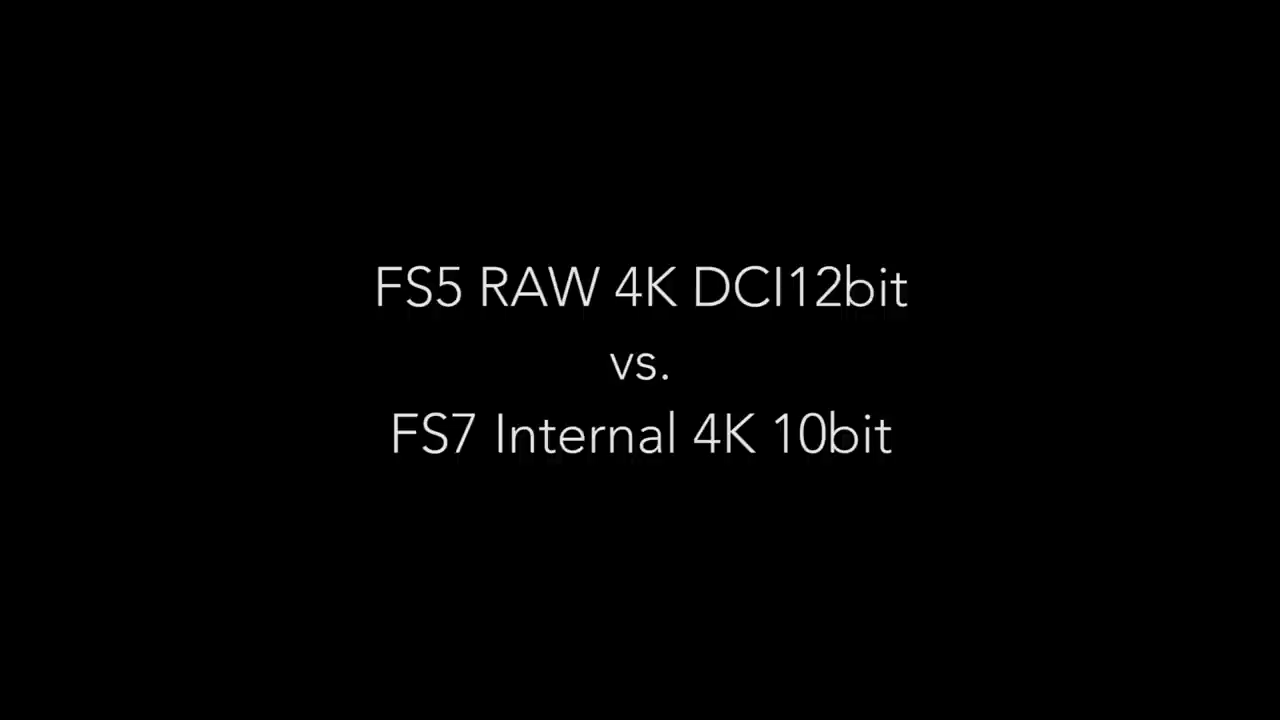 FS5 RAW 4K DCI12bit
vs.
FS7 Internal 4K 10bit